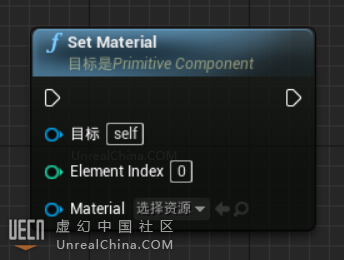 f Set Material
目标是Primitive Component
目标 self
UnrealChina.COM
Element Index 0
Material 选择资源
UECN 虚幻中国社区
UnrealChina.COM